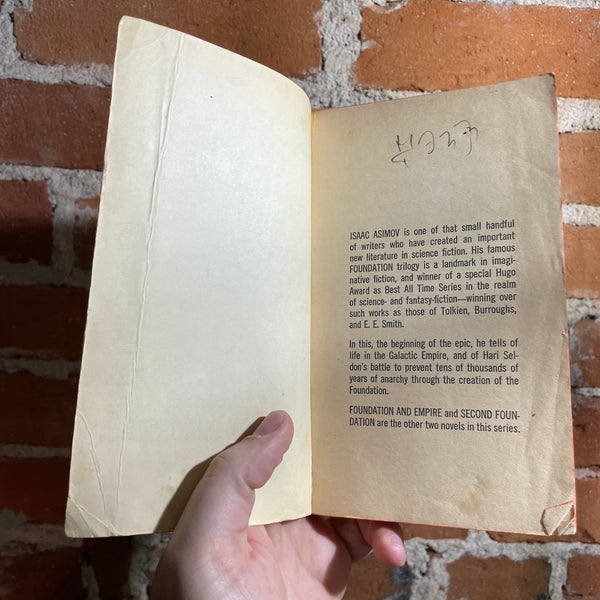 ISAAC ASIMOV is one of that small handful
of writers who have created an important
new literature in science fiction. His famous
FOUNDATION trilogy is a landmark in imagi-
native fiction, and winner of a special Hugo
Award as Best All Time Series in the realm
of science- and fantasy-fiction—winning over
such works as those of Tolkien, Burroughs,
and E. E. Smith.
In this, the beginning of the epic, he tells of
life in the Galactic Empire, and of Hari Sel-
don's battle to prevent tens of thousands of
years of anarchy through the creation of the
Foundation.
FOUNDATION AND EMPIRE and SECOND FOUN-
DATION are the other two novels in this series.